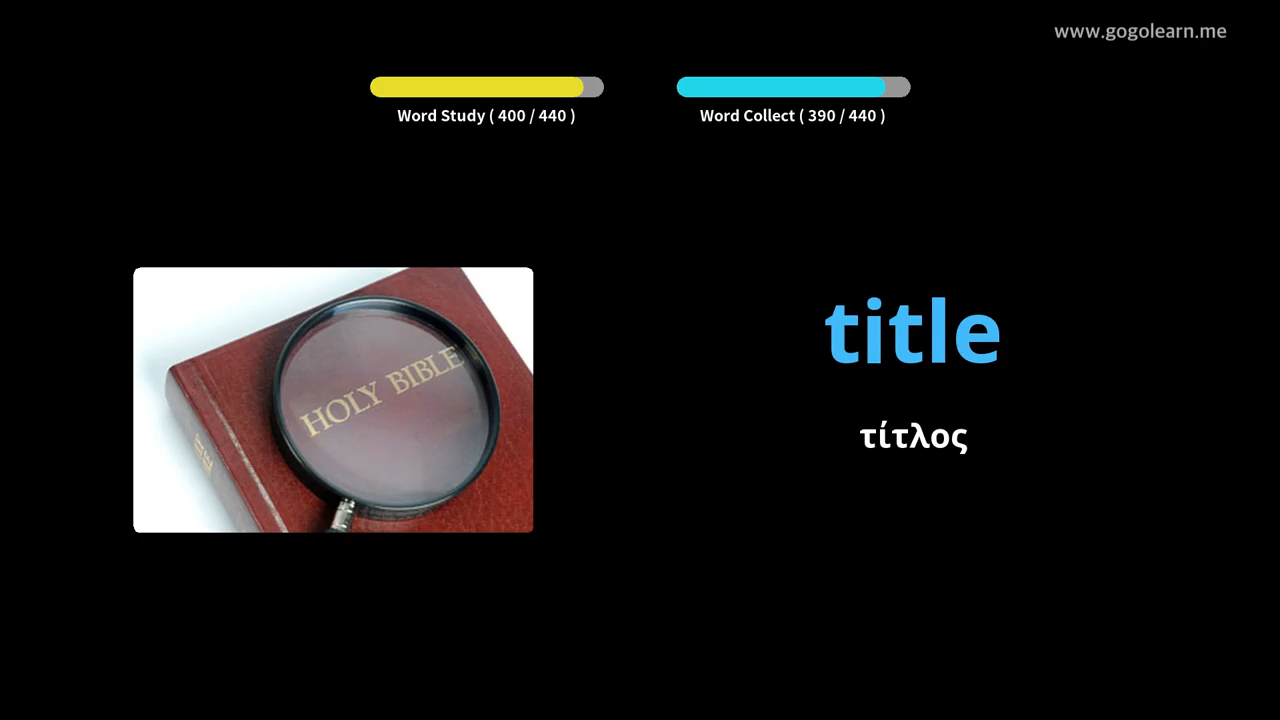 www.gogolearn.me
Word Study ( 400 / 440 )
Word Collect ( 390 / 440 )
HOLY BIBLE
title
τίτλος